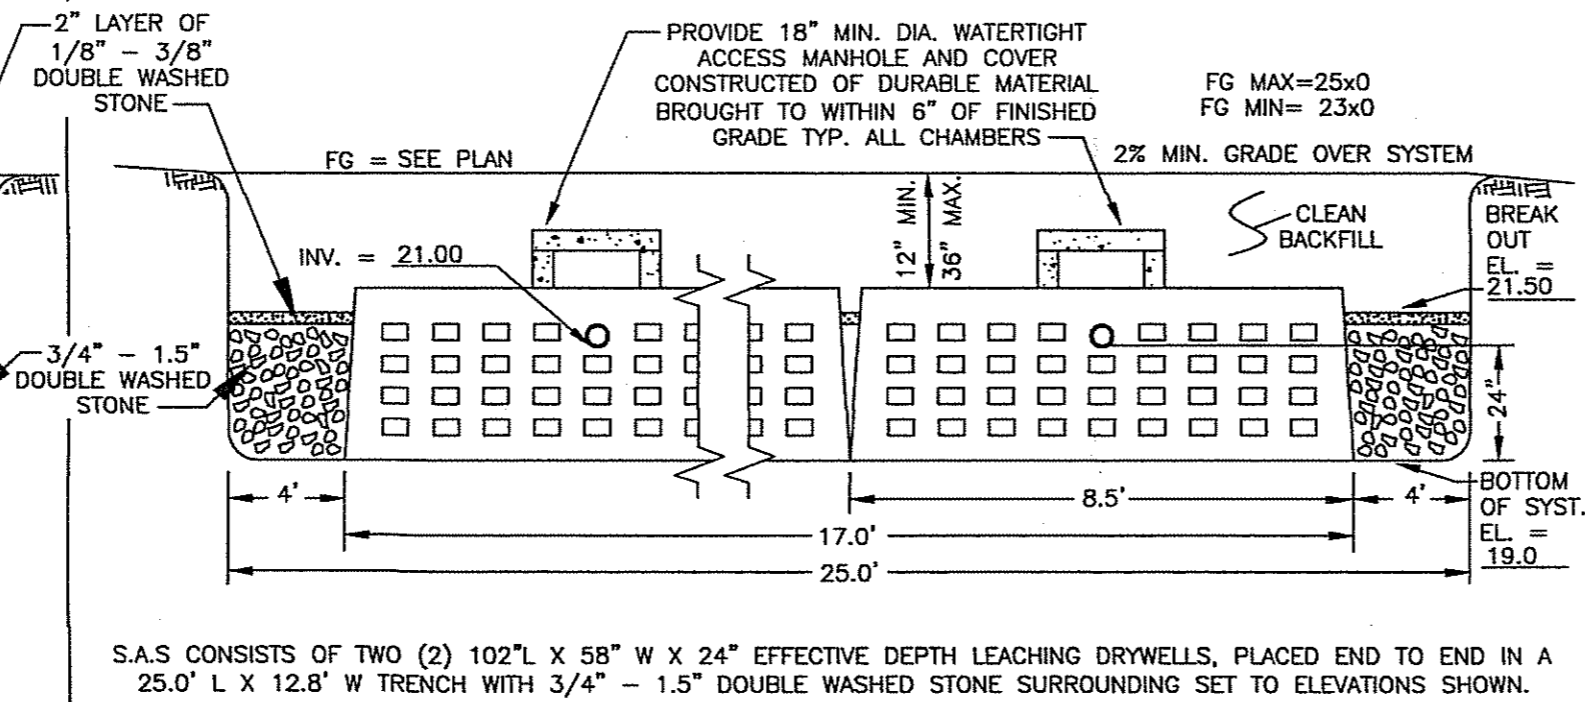 2" LAYER OF
1/8" - 3/8"
DOUBLE WASHED
STONE
PROVIDE 18" MIN. DIA. WATERTIGHT
ACCESS MANHOLE AND COVER
CONSTRUCTED OF DURABLE MATERIAL
BROUGHT TO WITHIN 6" OF FINISHED
GRADE TYP. ALL CHAMBERS
FG MAX=25x0
FG MIN= 23x0
FG = SEE PLAN
2% MIN. GRADE OVER SYSTEM
12" MIN.
36" MAX.
CLEAN
BACKFILL
BREAK
OUT
EL. =
21.50
INV. = 21.00
3/4" - 1.5"
DOUBLE WASHED
STONE
24"
4'
8.5'
4'
17.0'
25.0'
BOTTOM
OF SYST.
EL. =
19.0
S.A.S CONSISTS OF TWO (2) 102"L X 58" W X 24" EFFECTIVE DEPTH LEACHING DRYWELLS, PLACED END TO END IN A
25.0' L X 12.8' W TRENCH WITH 3/4" - 1.5" DOUBLE WASHED STONE SURROUNDING SET TO ELEVATIONS SHOWN.